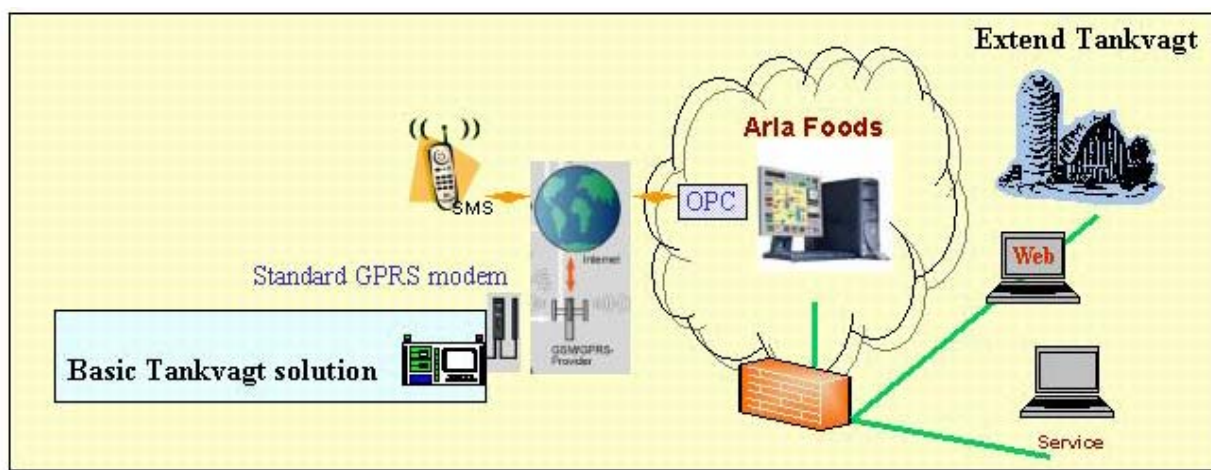 Extend Tankvagt
Arla Foods
SMS
OPC
Internet
Web
Standard GPRS modem
GSM/GPRS-
Provider
Basic Tankvagt solution
Service